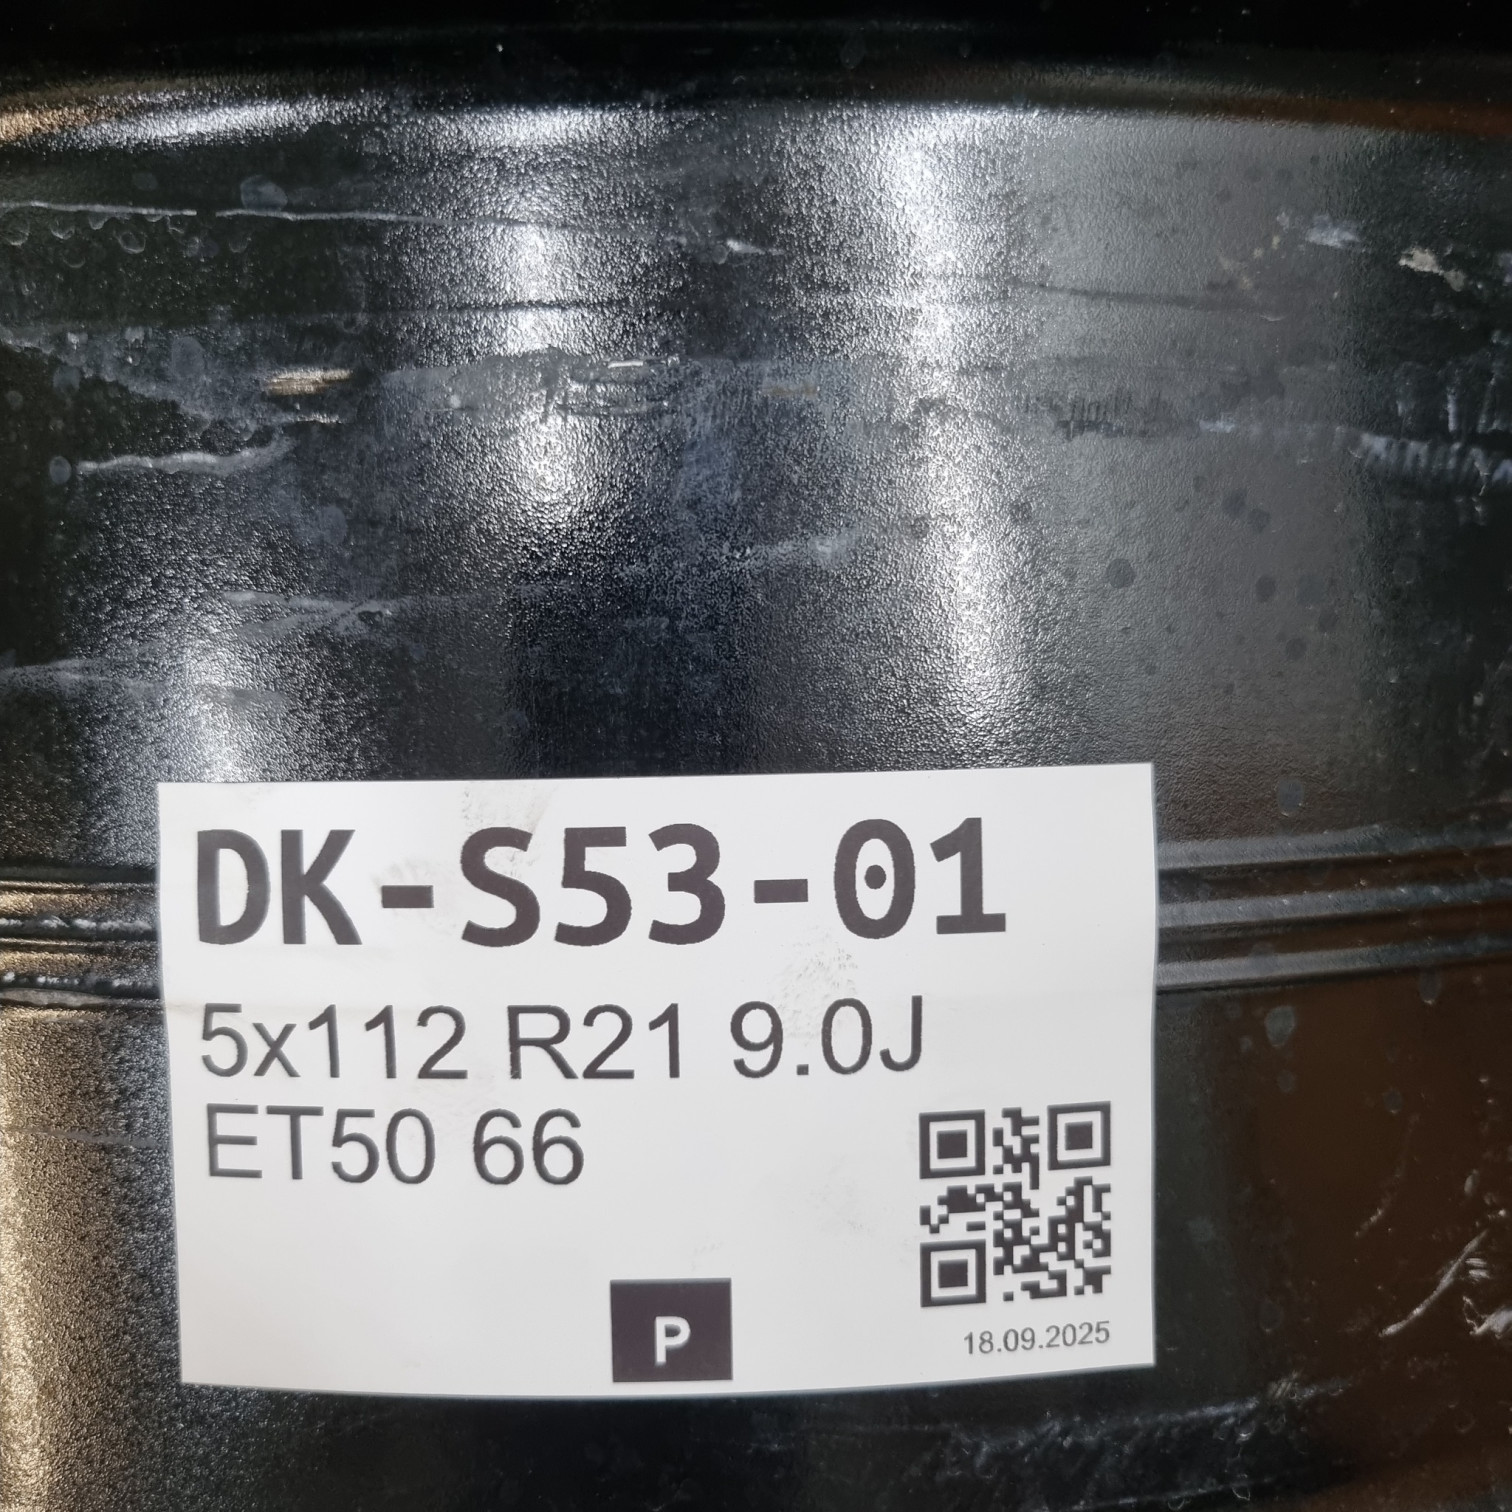 DK-S53-01
5x112 R21 9.0J
ET50 66
P
18.09.2025